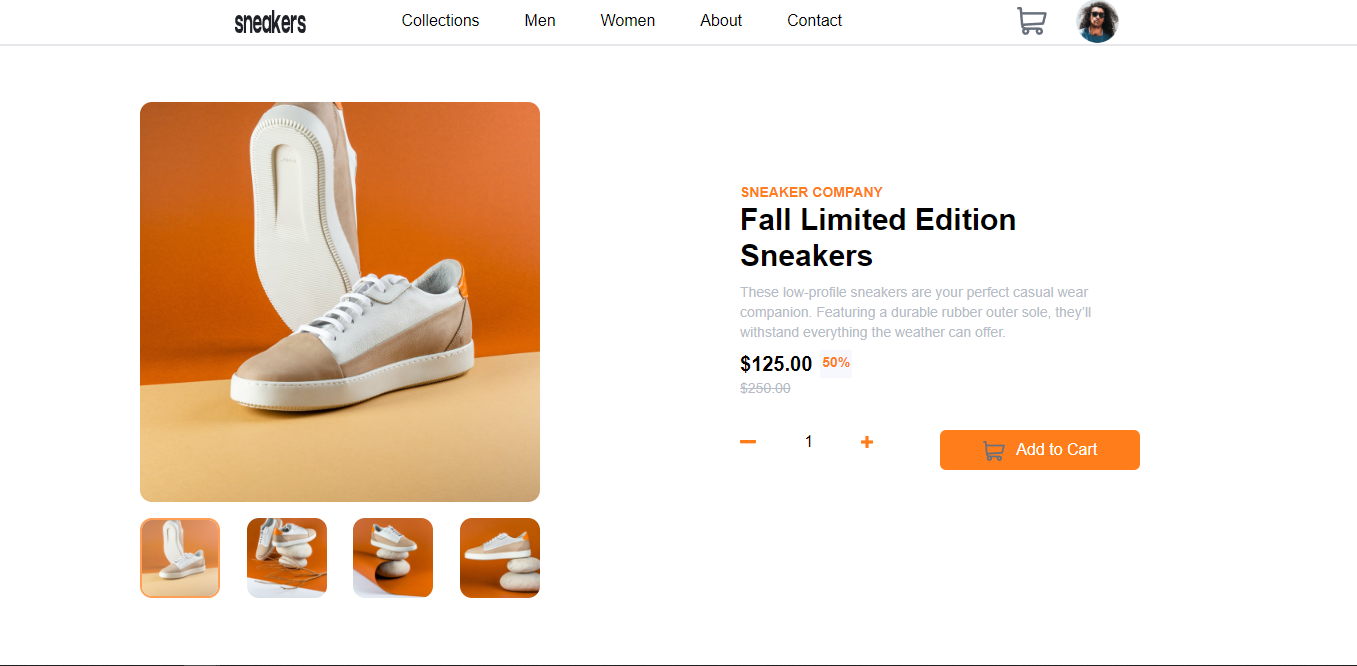 sneakers
Collections
Men
Women
About
Contact
SNEAKER COMPANY
Fall Limited Edition
Sneakers
These low-profile sneakers are your perfect casual wear
companion. Featuring a durable rubber outer sole, they'll
withstand everything the weather can offer.
$125.00 50%
$250.00
1
Add to Cart